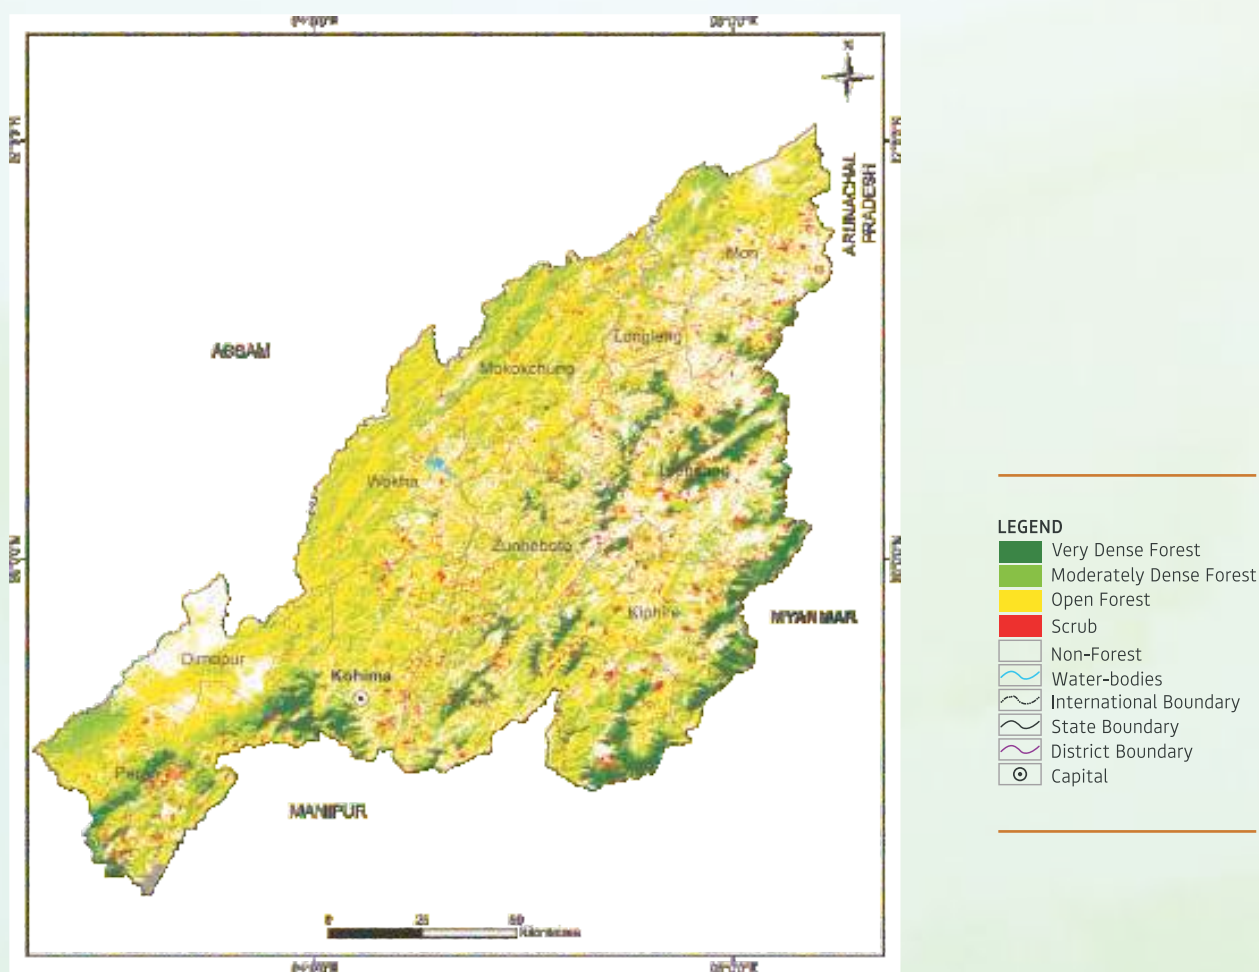 N
ARUNACHAL
PRADESH
Mon
Longleng
ASSAM
Mokokchung
Wokha
Zunheboto
Kiphire
MYANMAR
Dimapur
Kohima
MANIPUR
0 25 50
Kilometers
LEGEND
Very Dense Forest
Moderately Dense Forest
Open Forest
Scrub
Non-Forest
Water-bodies
International Boundary
State Boundary
District Boundary
Capital